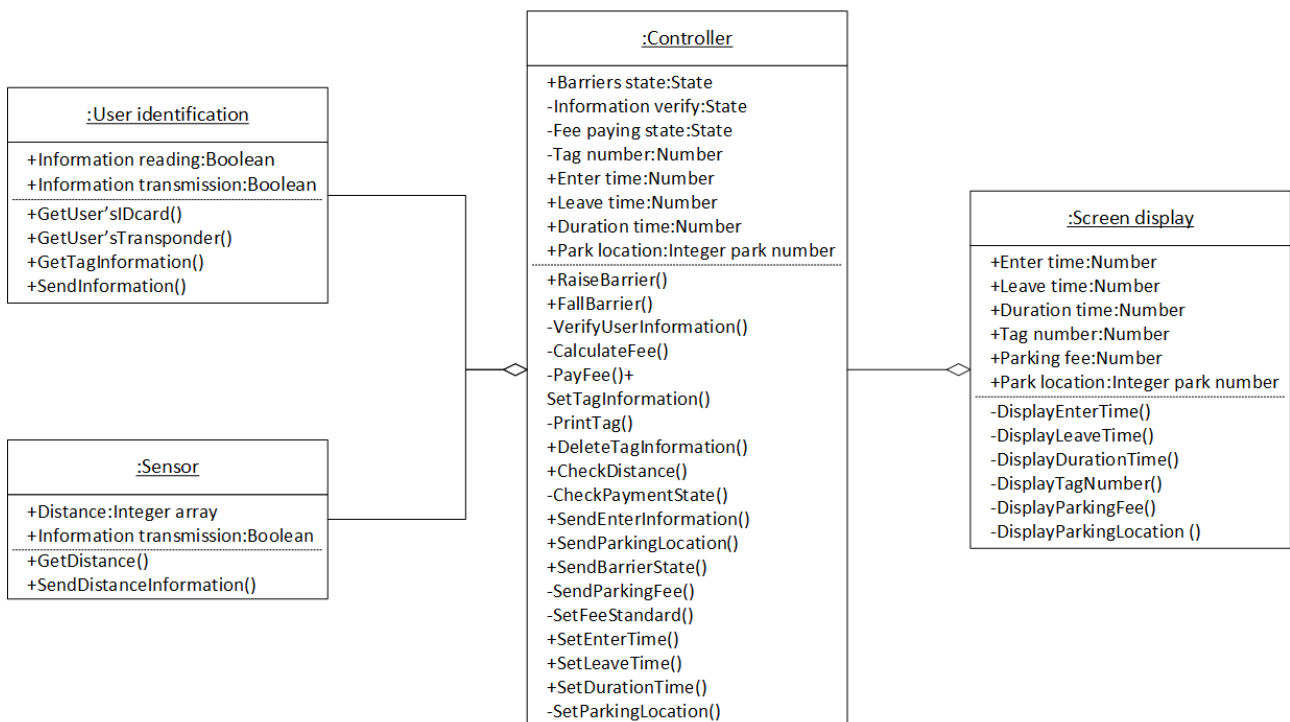 :User identification
+Information reading:Boolean
+Information transmission:Boolean
+GetUser’sIDcard()
+GetUser’sTransponder()
+GetTagInformation()
+SendInformation()
:Sensor
+Distance:Integer array
+Information transmission:Boolean
+GetDistance()
+SendDistanceInformation()
:Controller
+Barriers state:State
-Information verify:State
-Fee paying state:State
-Tag number:Number
+Enter time:Number
+Leave time:Number
+Duration time:Number
+Park location:Integer park number
+RaiseBarrier()
+FallBarrier()
-VerifyUserInformation()
-CalculateFee()
-PayFee()+
SetTagInformation()
-PrintTag()
+DeleteTagInformation()
+CheckDistance()
-CheckPaymentState()
+SendEnterInformation()
+SendParkingLocation()
+SendBarrierState()
-SendParkingFee()
-SetFeeStandard()
+SetEnterTime()
+SetLeaveTime()
+SetDurationTime()
-SetParkingLocation()
:Screen display
+Enter time:Number
+Leave time:Number
+Duration time:Number
+Tag number:Number
+Parking fee:Number
+Park location:Integer park number
-DisplayEnterTime()
-DisplayLeaveTime()
-DisplayDurationTime()
-DisplayTagNumber()
-DisplayParkingFee()
-DisplayParkingLocation ()